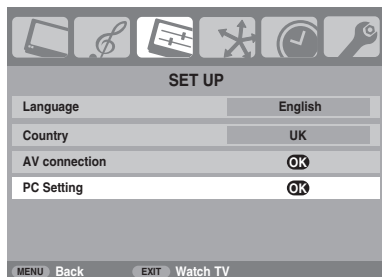 SET UP
Language English
Country UK
AV connection OK
PC Setting OK
MENU Back EXIT Watch TV